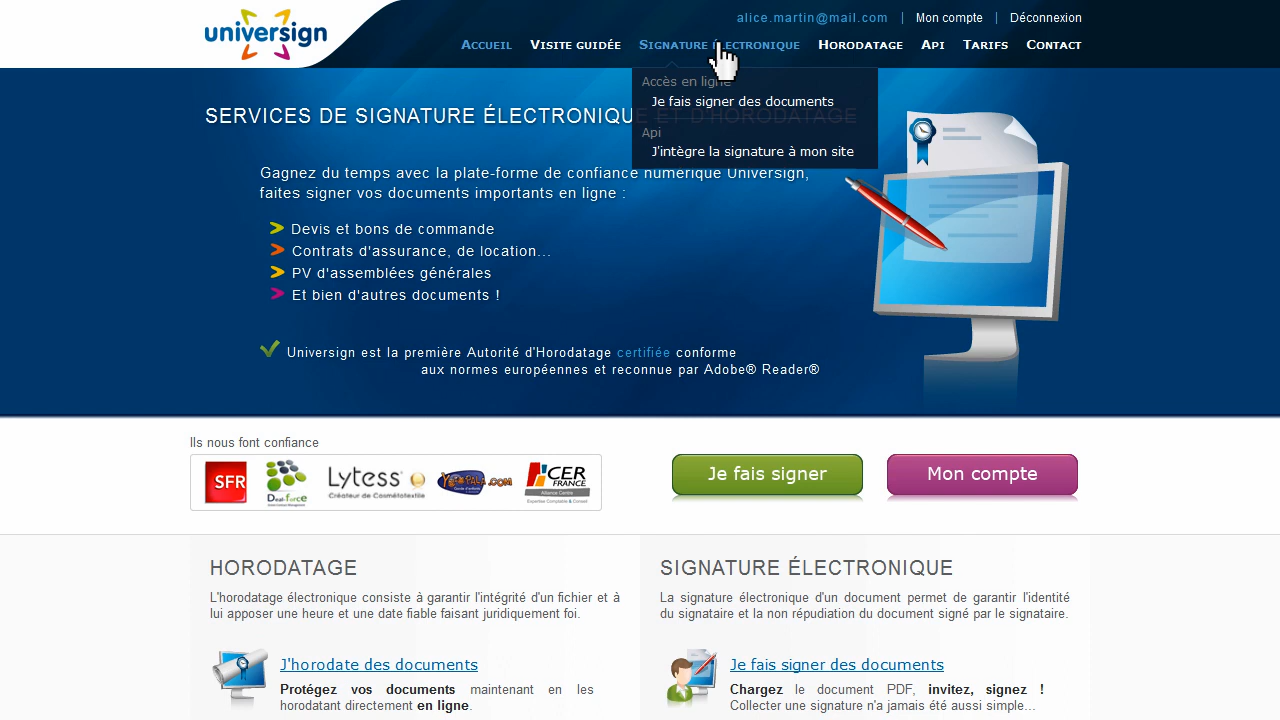 universign
alice.martin@mail.com | Mon compte | Déconnexion
Accueil Visite guidée Signature électronique Horodatage Api Tarifs Contact
Accès en ligne
Je fais signer des documents
Api
J'intègre la signature à mon site
SERVICES DE SIGNATURE ÉLECTRONIQUE ET D'HORODATAGE
Gagnez du temps avec la plate-forme de confiance numérique Universign,
faites signer vos documents importants en ligne :
Devis et bons de commande
Contrats d'assurance, de location...
PV d'assemblées générales
Et bien d'autres documents !
Universign est la première Autorité d'Horodatage certifiée conforme
aux normes européennes et reconnue par Adobe® Reader®
Ils nous font confiance
SFR
Lytess
Créateur de Cosmétotextile
.COM
CER
FRANCE
Alliance Centre
Expertise Comptable & Conseil
Je fais signer
Mon compte
HORODATAGE
L'horodatage électronique consiste à garantir l'intégrité d'un fichier et à
lui apposer une heure et une date fiable faisant juridiquement foi.
J'horodate des documents
Protégez vos documents maintenant en les
horodatant directement en ligne.
SIGNATURE ÉLECTRONIQUE
La signature électronique d'un document permet de garantir l'identité
du signataire et la non répudiation du document signé par le signataire.
Je fais signer des documents
Chargez le document PDF, invitez, signez !
Collecter une signature n'a jamais été aussi simple...